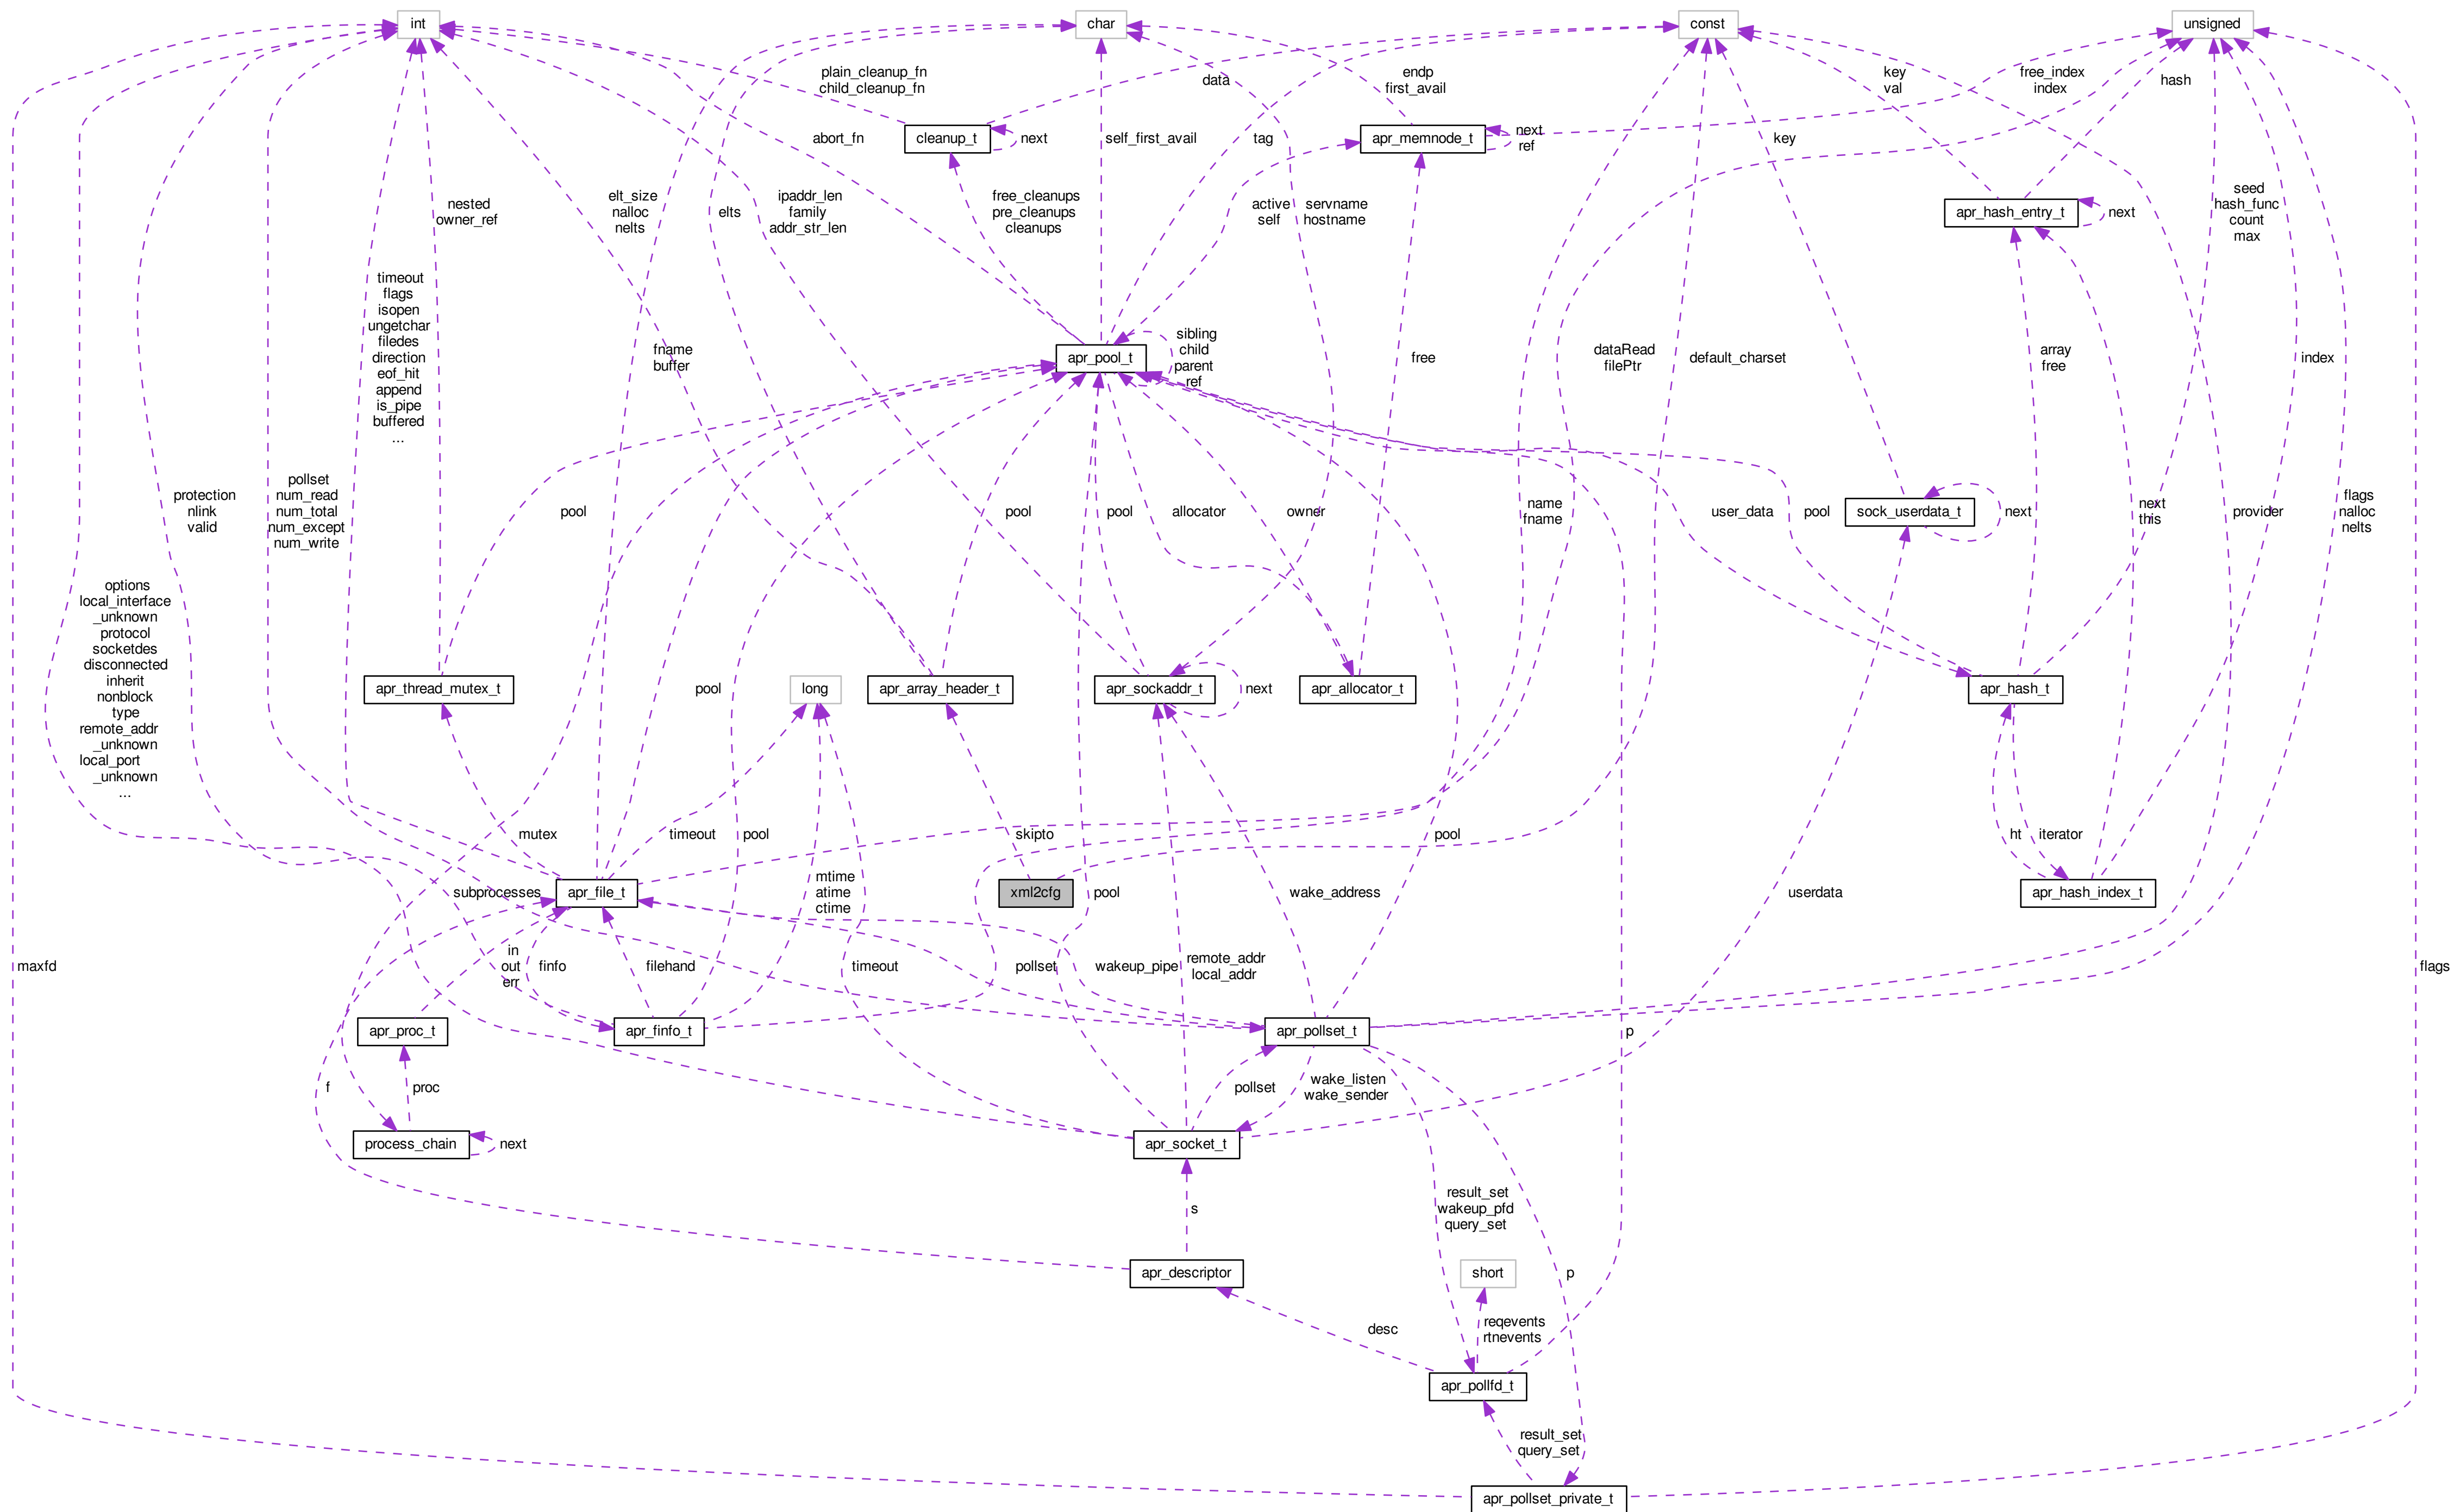 int
char
const
unsigned
plain_cleanup_fn
child_cleanup_fn
data
endp
first_avail
key
val
free_index
index
hash
abort_fn
cleanup_t
next
self_first_avail
tag
apr_memnode_t
next
ref
key
nested
owner_ref
elt_size
nalloc
nelts
elts
ipaddr_len
family
addr_str_len
free_cleanups
pre_cleanups
cleanups
active
self
servname
hostname
apr_hash_entry_t
next
seed
hash_func
count
max
timeout
flags
isopen
ungetchar
filedes
direction
eof_hit
append
is_pipe
buffered
...
fname
buffer
apr_pool_t
sibling
child
parent
ref
free
dataRead
filePtr
default_charset
array
free
index
protection
nlink
valid
pollset
num_read
num_total
num_except
num_write
pool
pool
pool
allocator
owner
name
fname
user_data
pool
sock_userdata_t
next
next
this
provider
flags
nalloc
nelts
options
local_interface
_unknown
protocol
socketdes
disconnected
inherit
nonblock
type
remote_addr
_unknown
local_port
_unknown
...
apr_thread_mutex_t
pool
long
apr_array_header_t
apr_sockaddr_t
next
apr_allocator_t
apr_hash_t
mutex
timeout
pool
skipto
pool
ht
iterator
subprocesses
apr_file_t
mtime
atime
ctime
xml2cfg
pool
wake_address
userdata
apr_hash_index_t
maxfd
in
out
err
finfo
filehand
timeout
pollset
wakeup_pipe
remote_addr
local_addr
flags
apr_proc_t
apr_finfo_t
apr_pollset_t
p
f
proc
pollset
wake_listen
wake_sender
process_chain
next
apr_socket_t
s
result_set
wakeup_pfd
query_set
apr_descriptor
short
p
desc
reqevents
rtnevents
apr_pollfd_t
result_set
query_set
apr_pollset_private_t